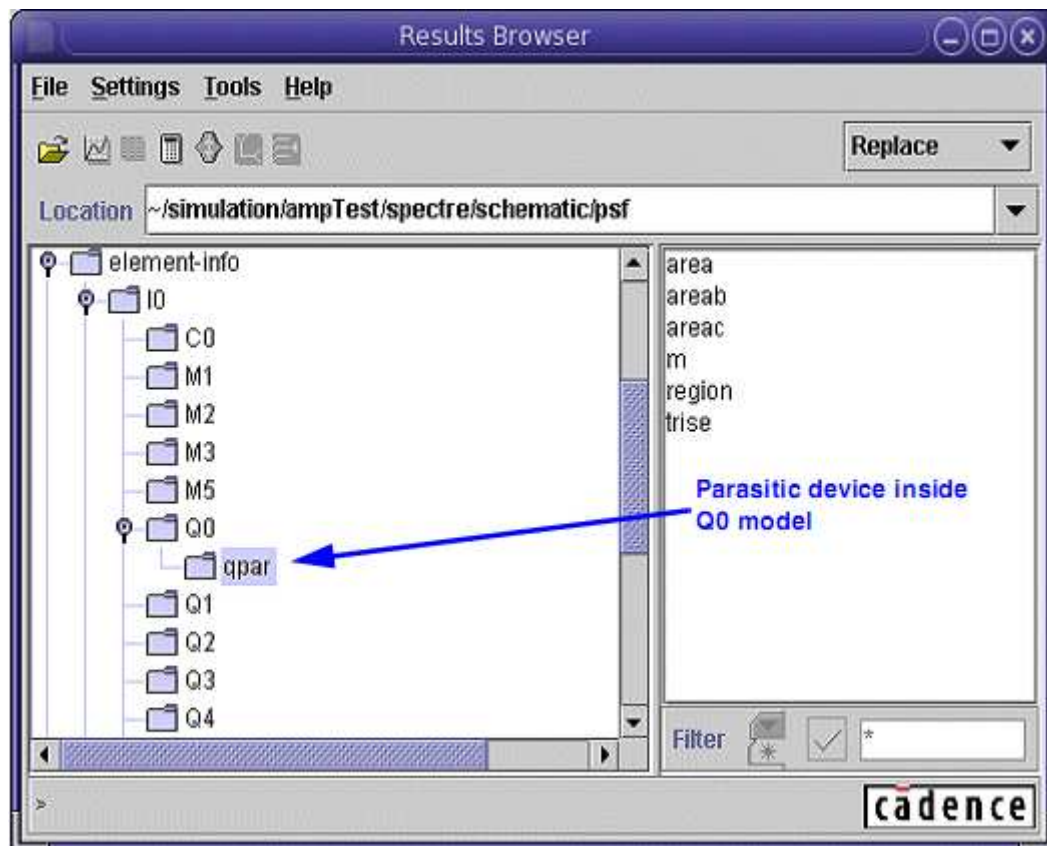 Results Browser
File Settings Tools Help
Replace
Location ~/simulation/ampTest/spectre/schematic/psf
element-info
I0
C0
M1
M2
M3
M5
Q0
qpar
Q1
Q2
Q3
Q4
area
areab
areac
m
region
trise
Parasitic device inside
Q0 model
Filter *
>
cādence